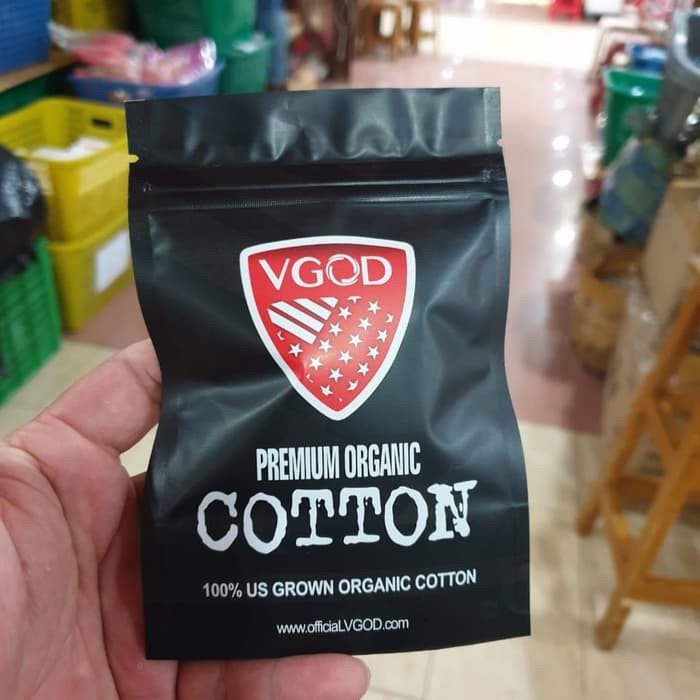 VGOD
PREMIUM ORGANIC
COTTON
100% US GROWN ORGANIC COTTON
www.officiaLVGOD.com